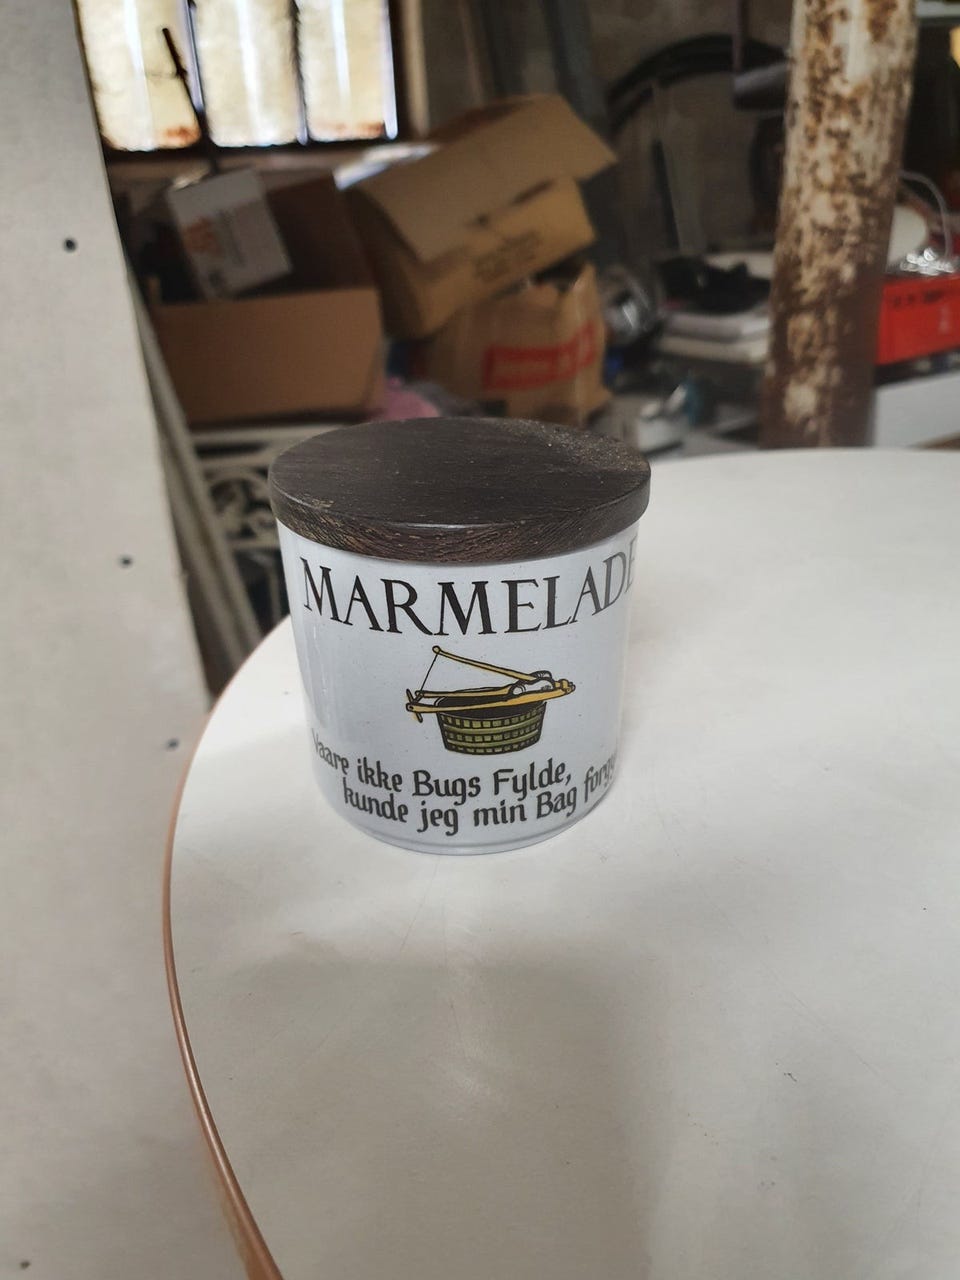 MARMELADE
Vaare ikke Bugs Fylde,
kunde jeg min Bag